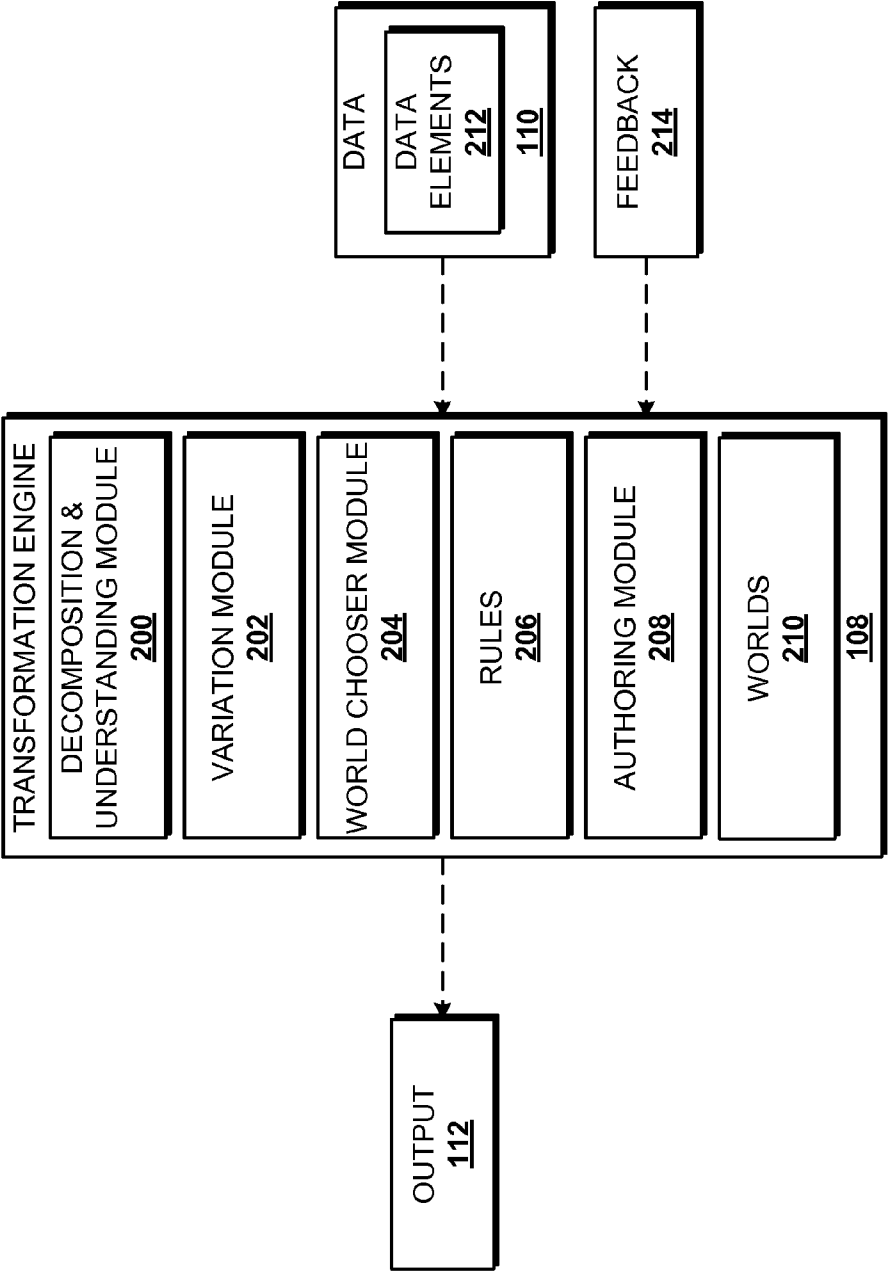 DATA
DATA
ELEMENTS
212
110
FEEDBACK
214
TRANSFORMATION ENGINE
DECOMPOSITION &
UNDERSTANDING MODULE
200
VARIATION MODULE
202
WORLD CHOOSER MODULE
204
RULES
206
AUTHORING MODULE
208
WORLDS
210
108
OUTPUT
112